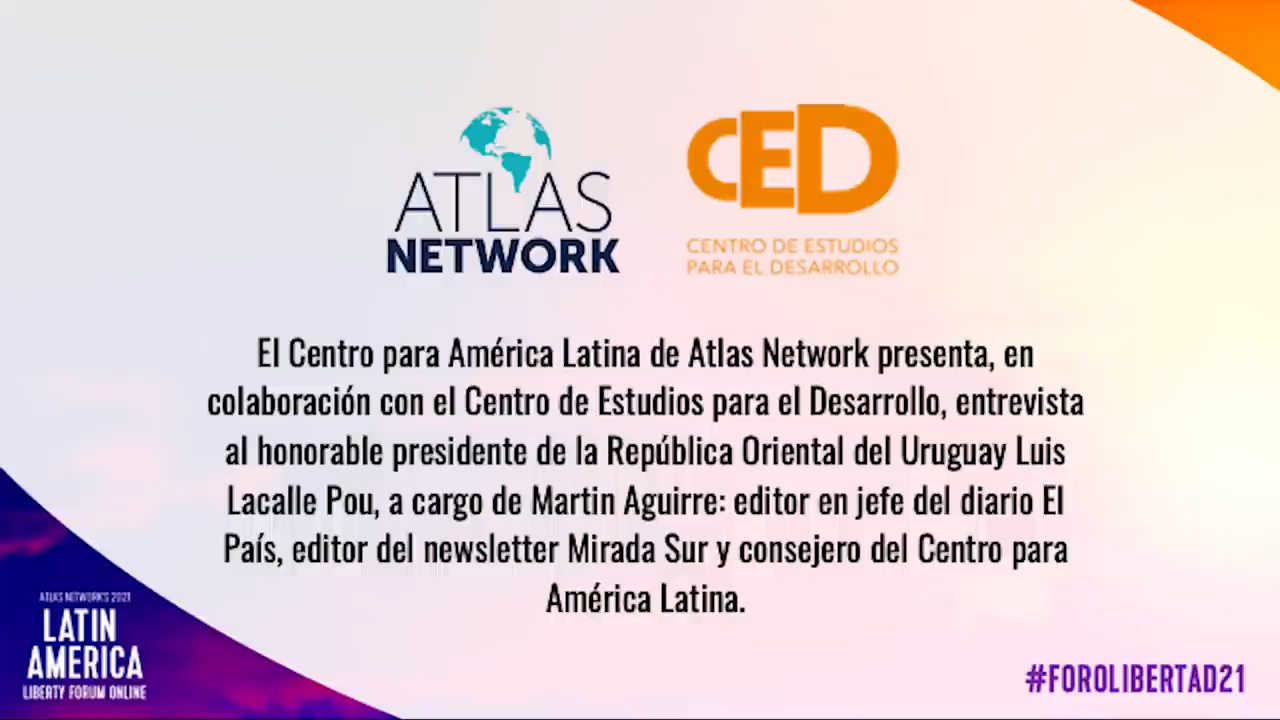 ATLAS
NETWORK
CED
CENTRO DE ESTUDIOS
PARA EL DESARROLLO
El Centro para América Latina de Atlas Network presenta, en
colaboración con el Centro de Estudios para el Desarrollo, entrevista
al honorable presidente de la República Oriental del Uruguay Luis
Lacalle Pou, a cargo de Martin Aguirre: editor en jefe del diario El
País, editor del newsletter Mirada Sur y consejero del Centro para
América Latina.
ATLAS NETWORK'S 2021
LATIN
AMERICA
LIBERTY FORUM ONLINE
#FOROLIBERTAD21